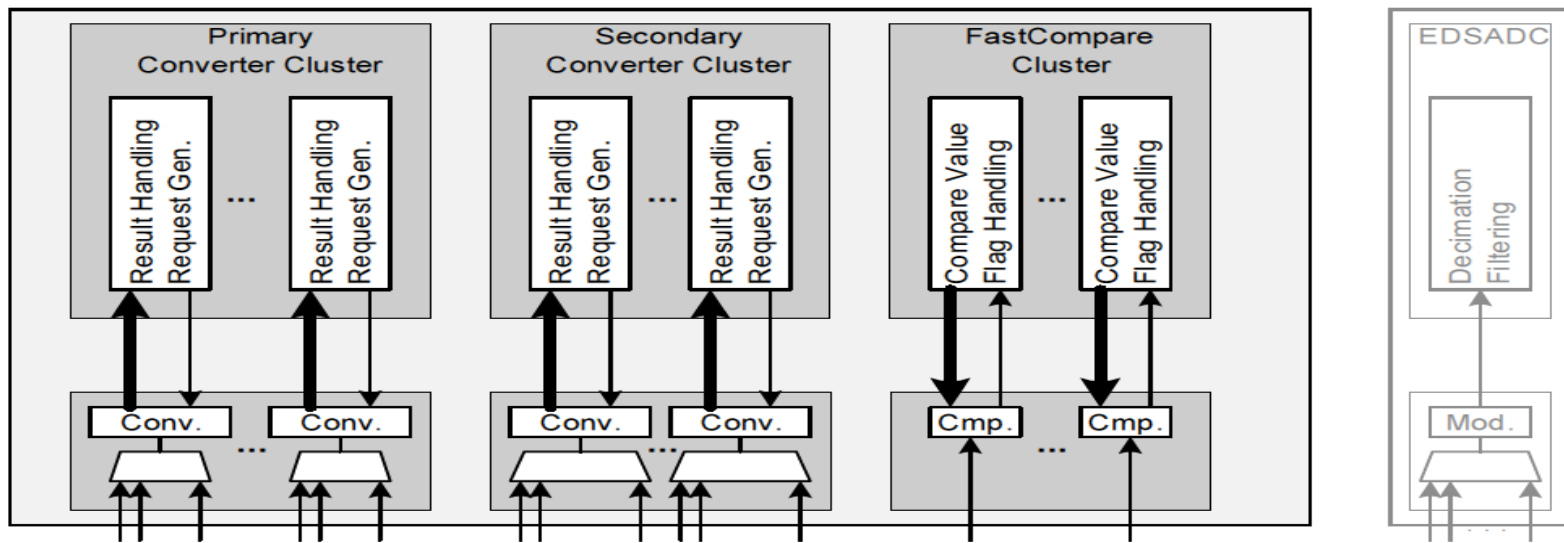 Primary
Converter Cluster
Result Handling
Request Gen.
...
Result Handling
Request Gen.
Conv.
...
Conv.
Secondary
Converter Cluster
Result Handling
Request Gen.
...
Result Handling
Request Gen.
Conv.
...
Conv.
FastCompare
Cluster
Compare Value
Flag Handling
...
Compare Value
Flag Handling
Cmp.
...
Cmp.
EDSADC
Decimation
Filtering
Mod.
...